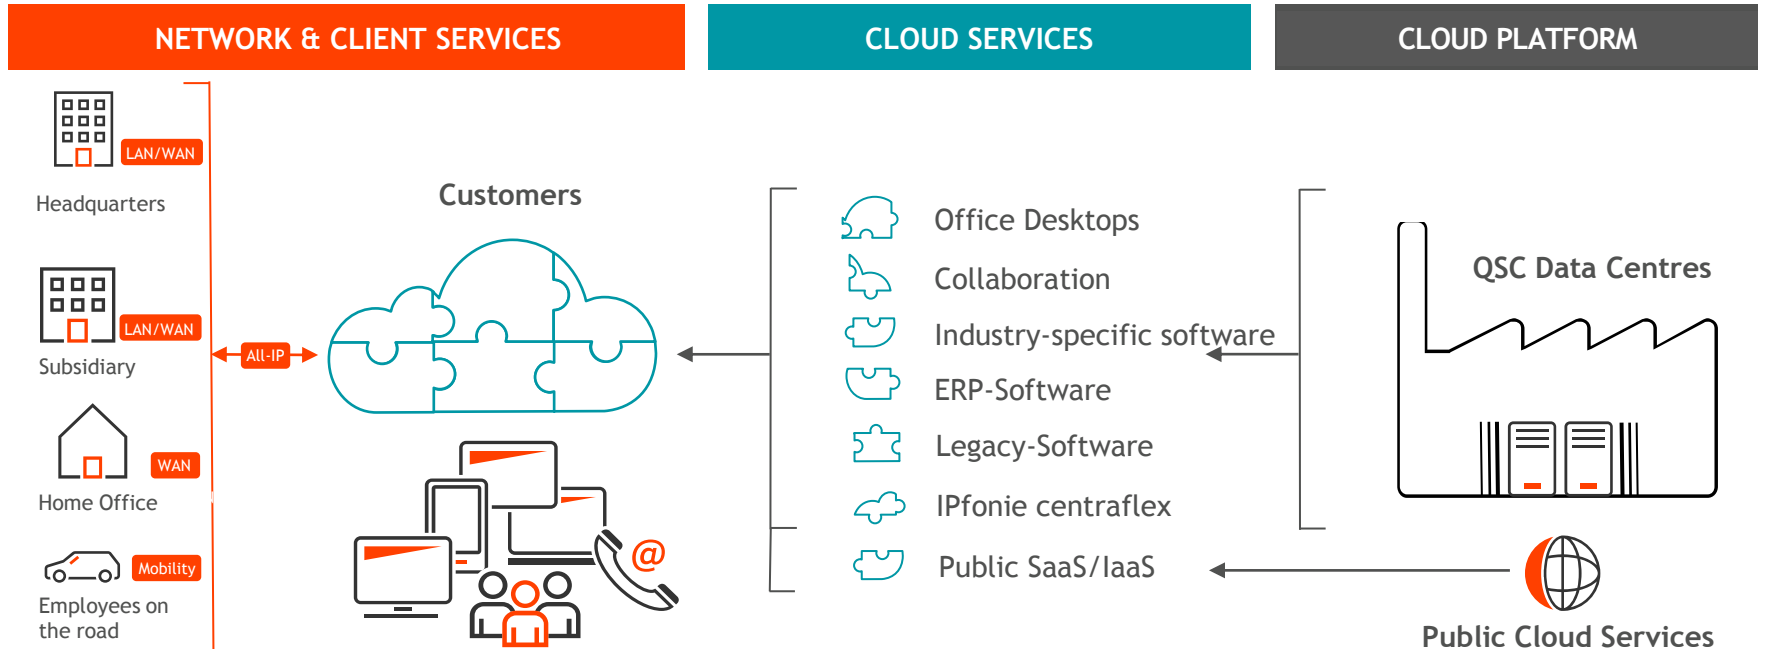 NETWORK & CLIENT SERVICES
CLOUD SERVICES
CLOUD PLATFORM
LAN/WAN
Headquarters
LAN/WAN
Subsidiary
WAN
Home Office
Mobility
Employees on
the road
All-IP
Customers
@
Office Desktops
Collaboration
Industry-specific software
ERP-Software
Legacy-Software
IPfonie centraflex
Public SaaS/IaaS
QSC Data Centres
Public Cloud Services